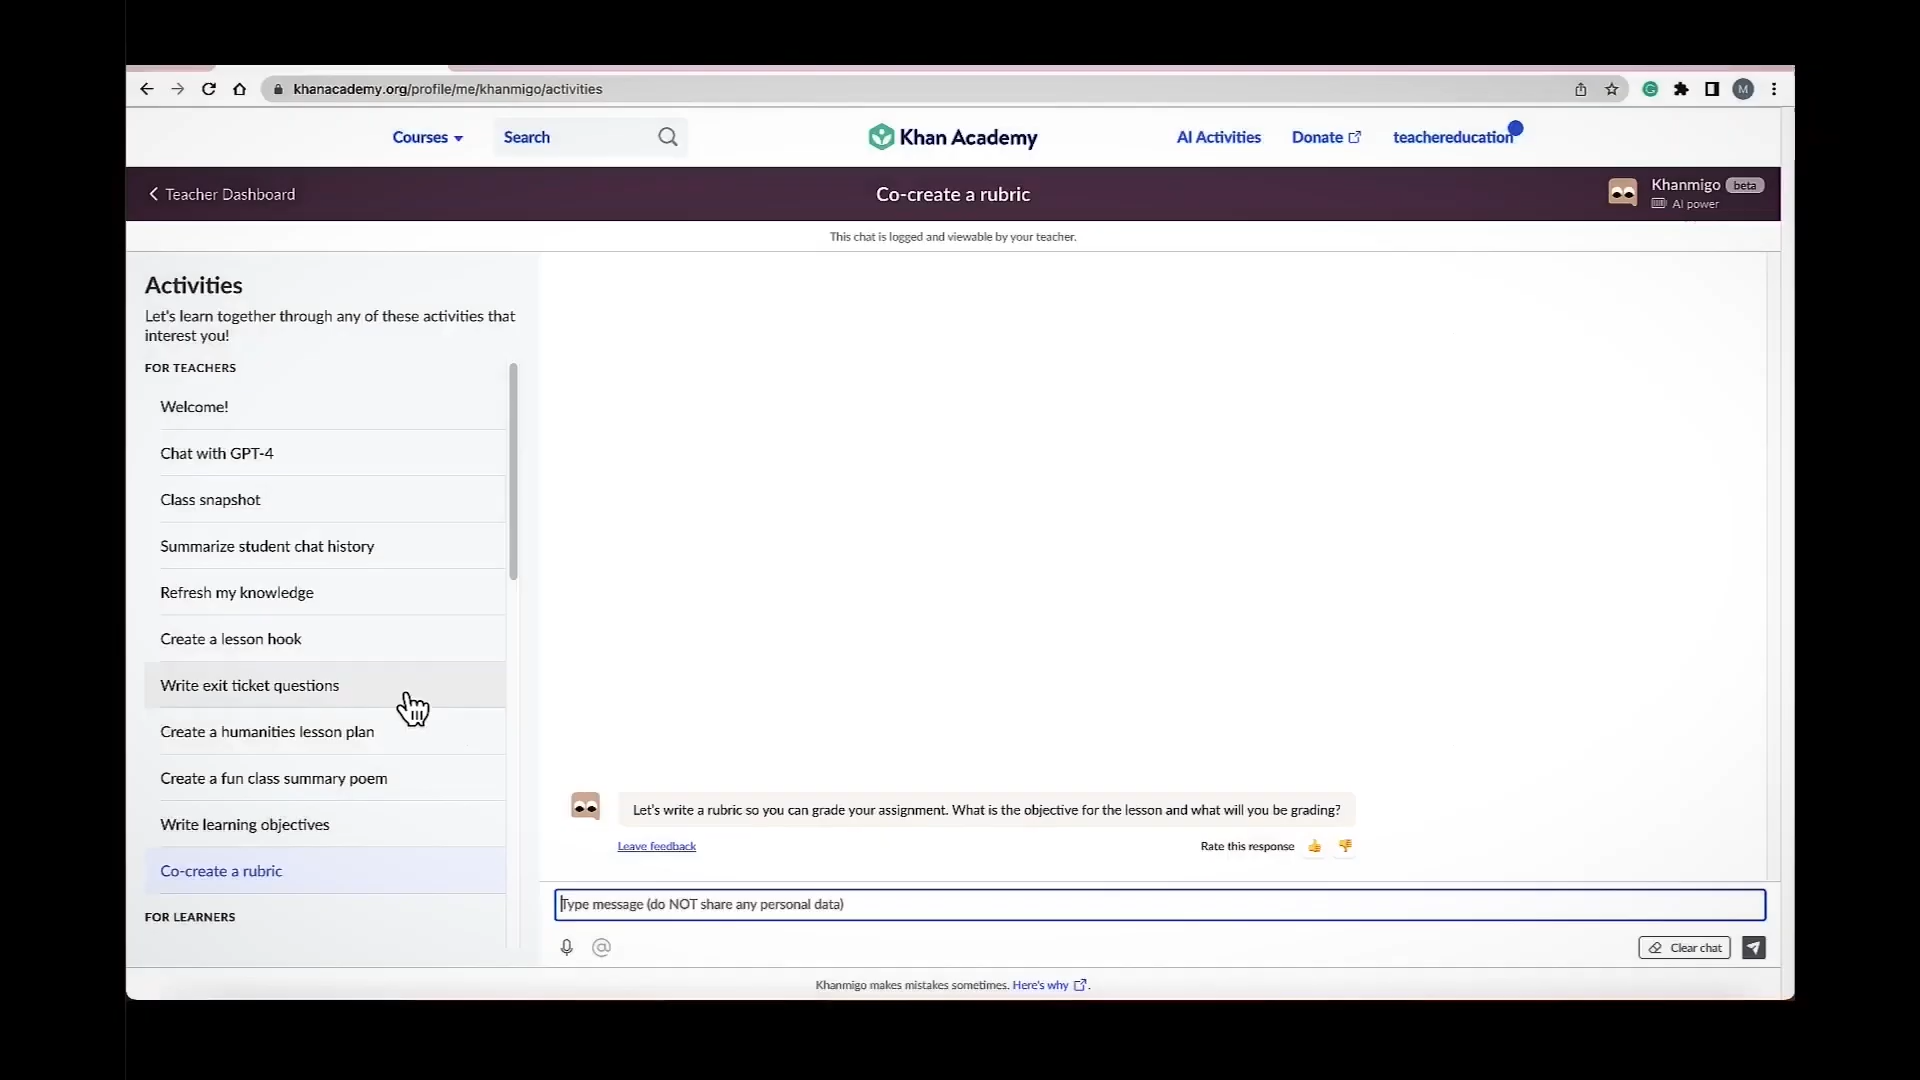 khanacademy.org/profile/me/khanmigo/activities
M
Courses
Search
Khan Academy
AI Activities
Donate
teachereducation
Teacher Dashboard
Co-create a rubric
Khanmigo beta
AI power
This chat is logged and viewable by your teacher.
Activities
Let's learn together through any of these activities that
interest you!
FOR TEACHERS
Welcome!
Chat with GPT-4
Class snapshot
Summarize student chat history
Refresh my knowledge
Create a lesson hook
Write exit ticket questions
Create a humanities lesson plan
Create a fun class summary poem
Write learning objectives
Co-create a rubric
FOR LEARNERS
Let's write a rubric so you can grade your assignment. What is the objective for the lesson and what will you be grading?
Leave feedback
Rate this response
Type message (do NOT share any personal data)
Clear chat
Khanmigo makes mistakes sometimes. Here's why.